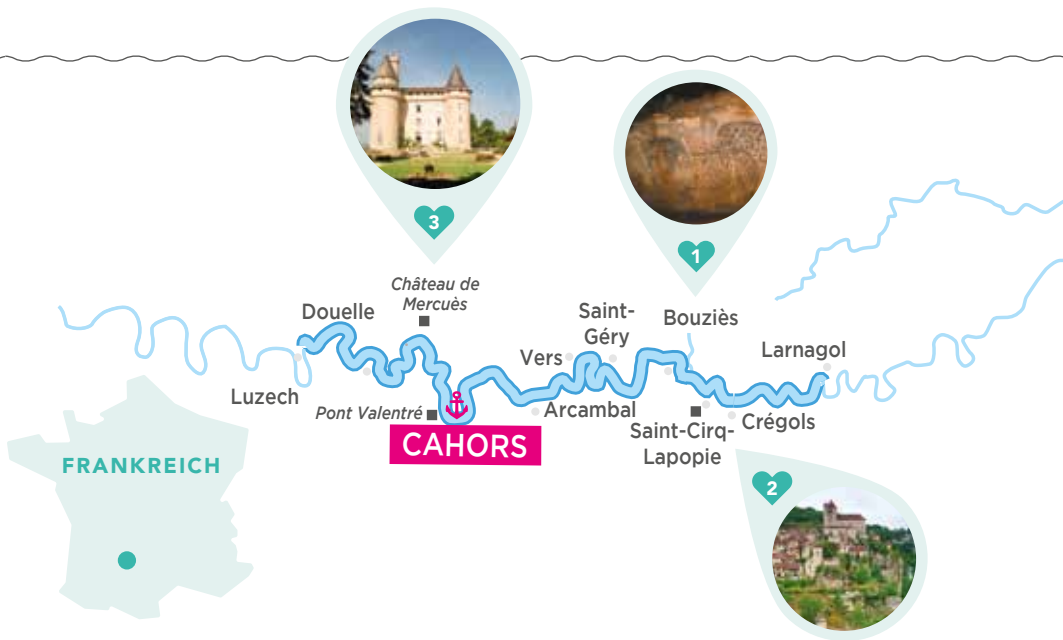 3
1
Château de
Mercuès
Douelle
Saint-
Géry
Bouziès
Vers
Larnagol
Luzech
Pont Valentré
Arcambal
Saint-Cirq-
Lapopie
Crégols
CAHORS
FRANKREICH
2